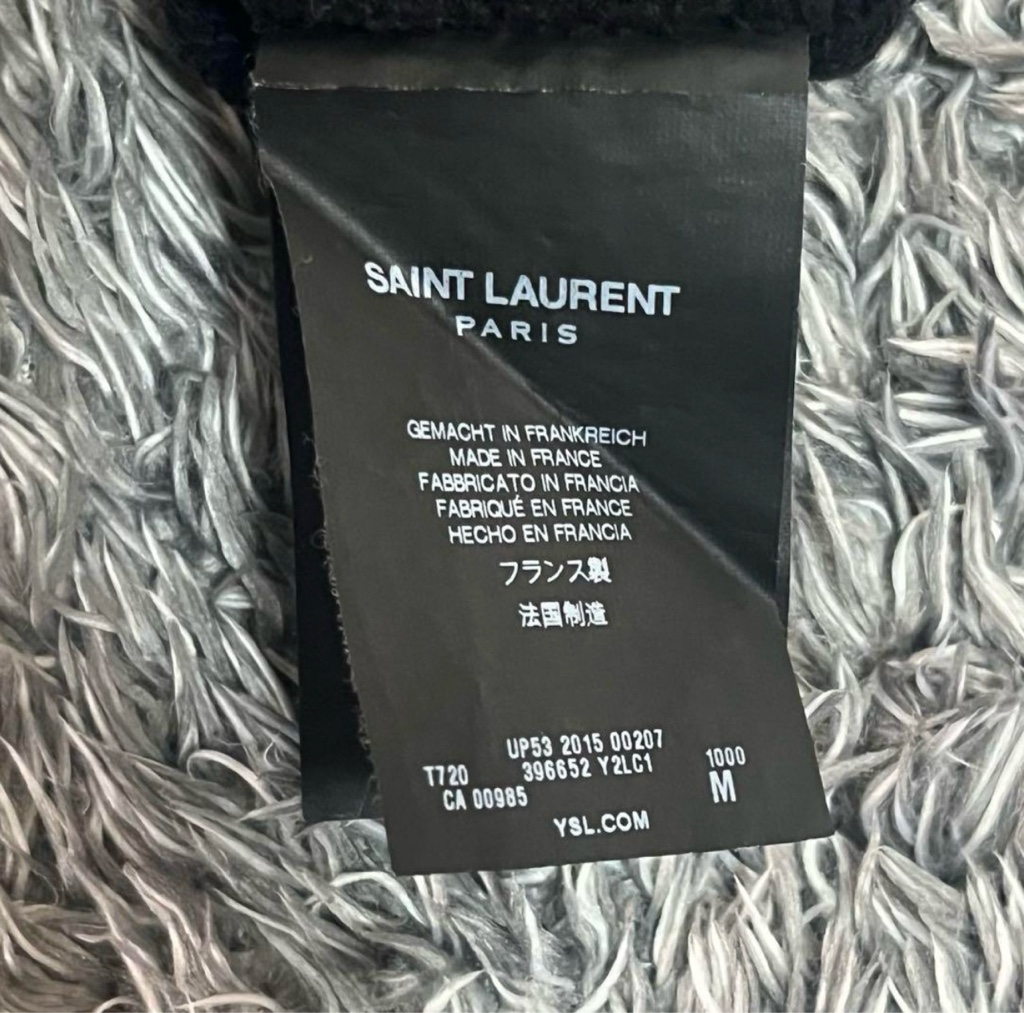 SAINT LAURENT
PARIS
GEMACHT IN FRANKREICH
MADE IN FRANCE
FABBRICATO IN FRANCIA
FABRIQUÉ EN FRANCE
HECHO EN FRANCIA
フランス製
法国制造
UP53 2015 00207
T720 396652 Y2LC1 1000
CA 00985 M
YSL.COM